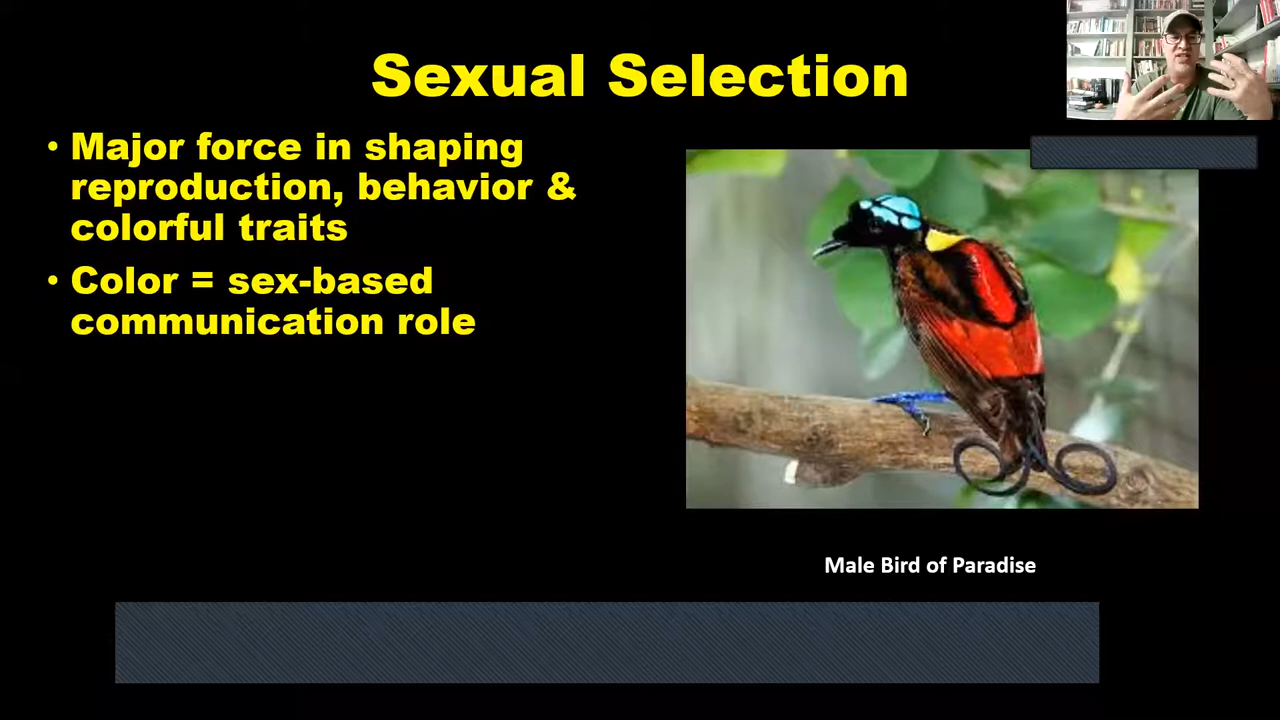 Sexual Selection
• Major force in shaping
reproduction, behavior &
colorful traits
• Color = sex-based
communication role
Male Bird of Paradise